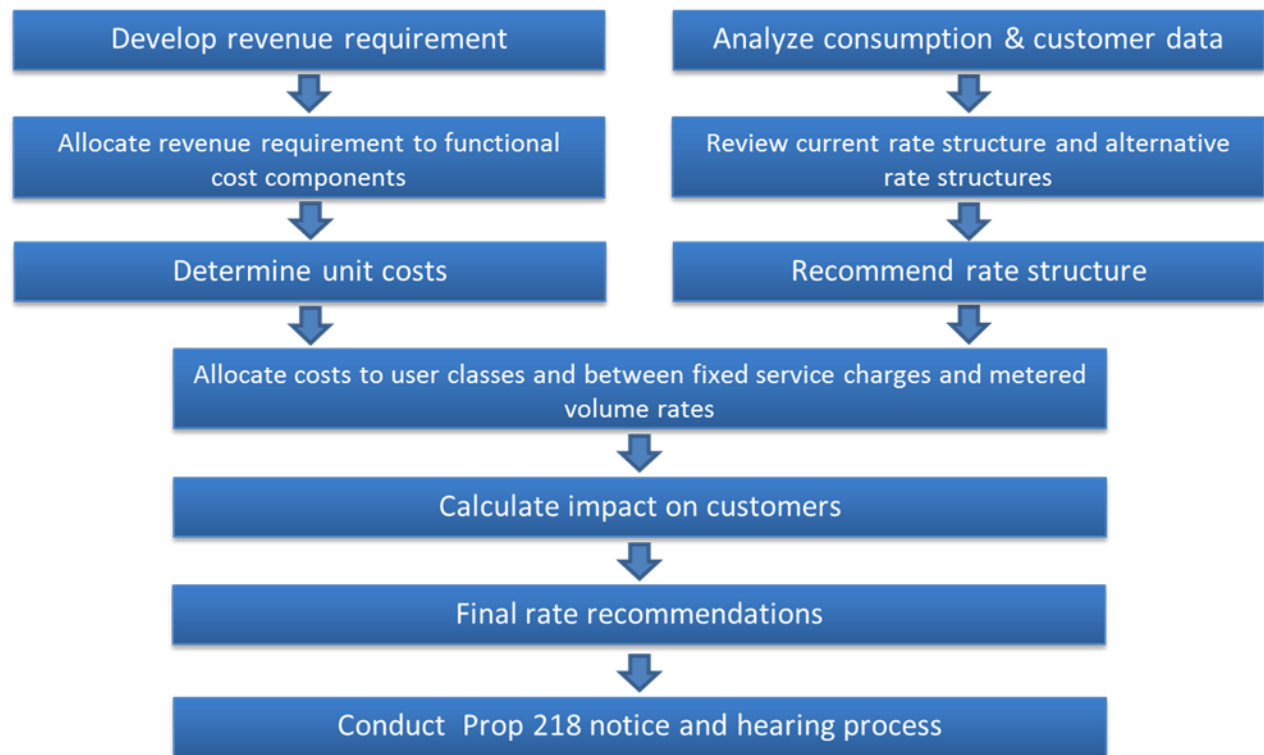 Develop revenue requirement
Allocate revenue requirement to functional
cost components
Determine unit costs
Analyze consumption & customer data
Review current rate structure and alternative
rate structures
Recommend rate structure
Allocate costs to user classes and between fixed service charges and metered
volume rates
Calculate impact on customers
Final rate recommendations
Conduct Prop 218 notice and hearing process